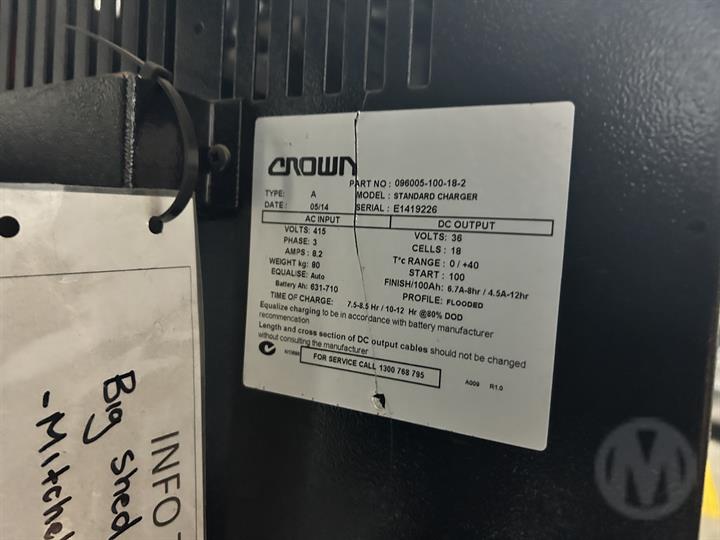 CROWN
PART NO : 096005-100-18-2
TYPE: A MODEL : STANDARD CHARGER
DATE : 05/14 SERIAL : E1419226
AC INPUT DC OUTPUT
VOLTS: 415 VOLTS: 36
PHASE: 3 CELLS: 18
AMPS: 8.2 T°c RANGE : 0 / +40
WEIGHT kg: 90 START : 100
EQUALISE: Auto FINISH/100Ah: 6.7A-8hr / 4.5A-12hr
Battery Ah: 631-710 PROFILE: FLOODED
TIME OF CHARGE: 7.5-8.5 Hr / 10-12 Hr @80% DOD
Equalize charging to be in accordance with battery manufacturer
recommencation
Length and cross section of DC output cables should not be changed
without consulting the manufacturer
FOR SERVICE CALL 1300 768 795
A009 R1.0
INFO
Big shed
-Mitche
M